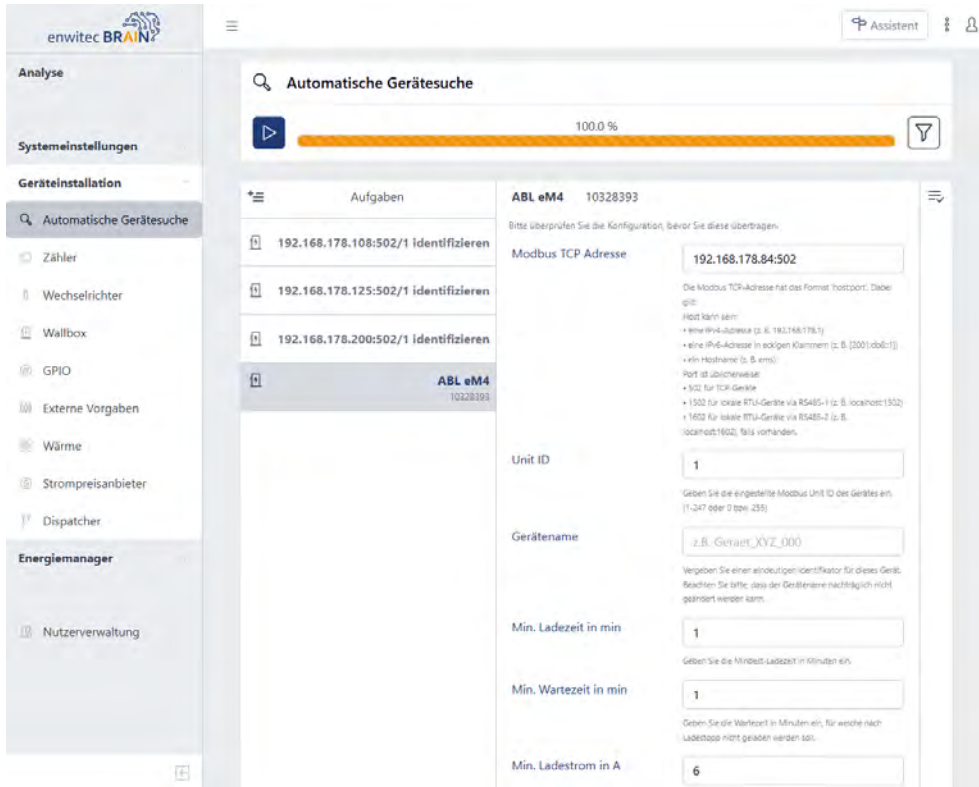 enwitec BRAIN
Assistent
Analyse
Systemeinstellungen
Geräteinstallation
Automatische Gerätesuche
Zähler
Wechselrichter
Wallbox
GPIO
Externe Vorgaben
Wärme
Strompreisanbieter
Dispatcher
Energiemanager
Nutzerverwaltung
Automatische Gerätesuche
100.0 %
Aufgaben
192.168.178.108:502/1 identifizieren
192.168.178.125:502/1 identifizieren
192.168.178.200:502/1 identifizieren
ABL eM4
10328393
ABL eM4 10328393
Bitte überprüfen Sie die Konfiguration, bevor Sie diese übertragen.
Modbus TCP Adresse
192.168.178.84:502
Die Modbus TCP-Adresse hat das Format 'host:port'. Dabei
gilt:
Host kann sein:
• eine IPv4-Adresse (z. B. 192.168.178.1)
• eine IPv6-Adresse in eckigen Klammern (z. B. [2001:db8::1])
• ein Hostname (z. B. ems)
Port ist üblicherweise:
• 502 für TCP-Geräte
• 1502 für lokale RTU-Geräte via RS485-1 (z. B. localhost:1502)
• 1602 für lokale RTU-Geräte via RS485-2 (z. B.
localhost:1602), falls vorhanden.
Unit ID
1
Geben Sie die eingestellte Modbus Unit ID des Gerätes ein.
(1-247 oder 0 bzw. 255)
Gerätename
z.B. Geraet_XYZ_000
Vergeben Sie einen eindeutigen Identifikator für dieses Gerät.
Beachten Sie bitte, dass der Gerätename nachträglich nicht
geändert werden kann.
Min. Ladezeit in min
1
Geben Sie die Mindest-Ladezeit in Minuten ein.
Min. Wartezeit in min
1
Geben Sie die Wartezeit in Minuten ein, für welche nach
Ladestopp nicht geladen werden soll.
Min. Ladestrom in A
6